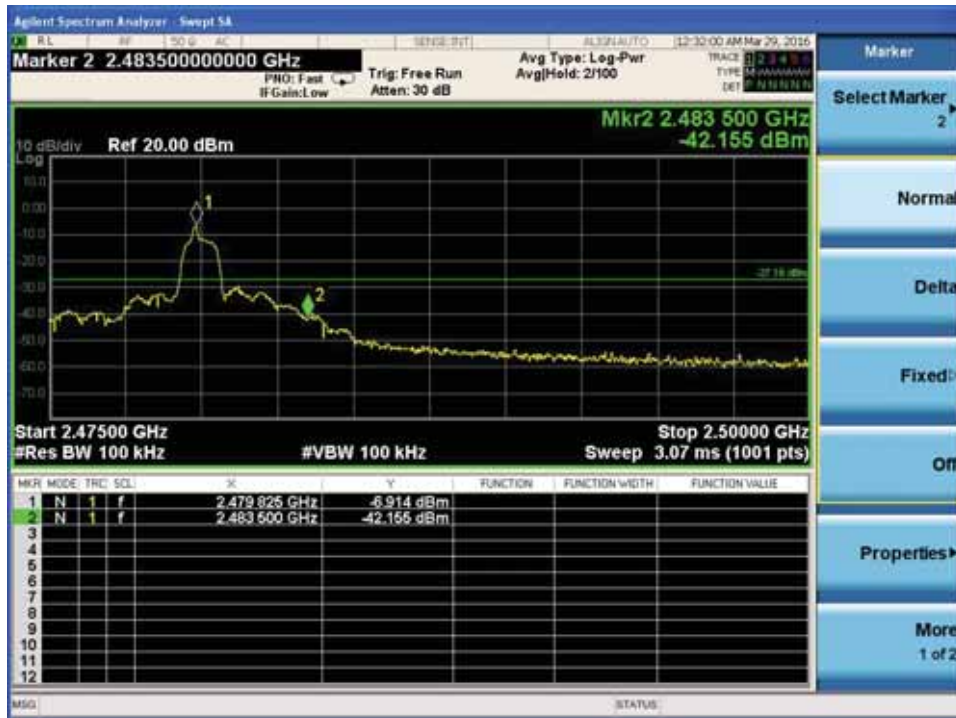 Agilent Spectrum Analyzer - Swept SA
RL RF 50 Ω AC SENSE:INT ALIGN AUTO 12:32:00 AM Mar 29, 2016
Marker 2 2.483500000000 GHz
PNO: Fast
IFGain:Low
Trig: Free Run
Atten: 30 dB
Avg Type: Log-Pwr
Avg|Hold: 2/100
TRACE 1 2 3 4 5 6
TYPE M
DET P N N N N N
Mkr2 2.483 500 GHz
-42.155 dBm
10 dB/div
Log
Ref 20.00 dBm
10.0
0.00
-10.0
-20.0
-30.0
-40.0
-50.0
-60.0
-70.0
1
2
Start 2.47500 GHz
Stop 2.50000 GHz
#Res BW 100 kHz
#VBW 100 kHz
Sweep 3.07 ms (1001 pts)
MKR MODE TRC SCL X Y FUNCTION FUNCTION WIDTH FUNCTION VALUE
1 N 1 f 2.479 825 GHz -6.914 dBm
2 N 1 f 2.483 500 GHz -42.155 dBm
3
4
5
6
7
8
9
10
11
12
MSG
STATUS
Marker
Select Marker
2
Normal
Delta
Fixed
Off
Properties
More
1 of 2